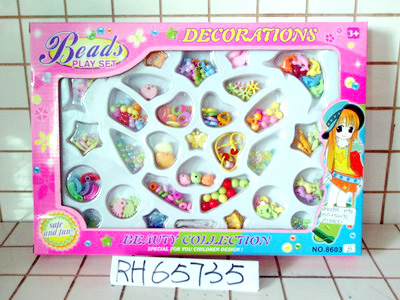 Beads
PLAY SET
DECORATIONS
3+
safe
and fun!
BEAUTY COLLECTION
SPECIAL FOR YOU CHILDREN DESIGN!
NO.8603
RH65735